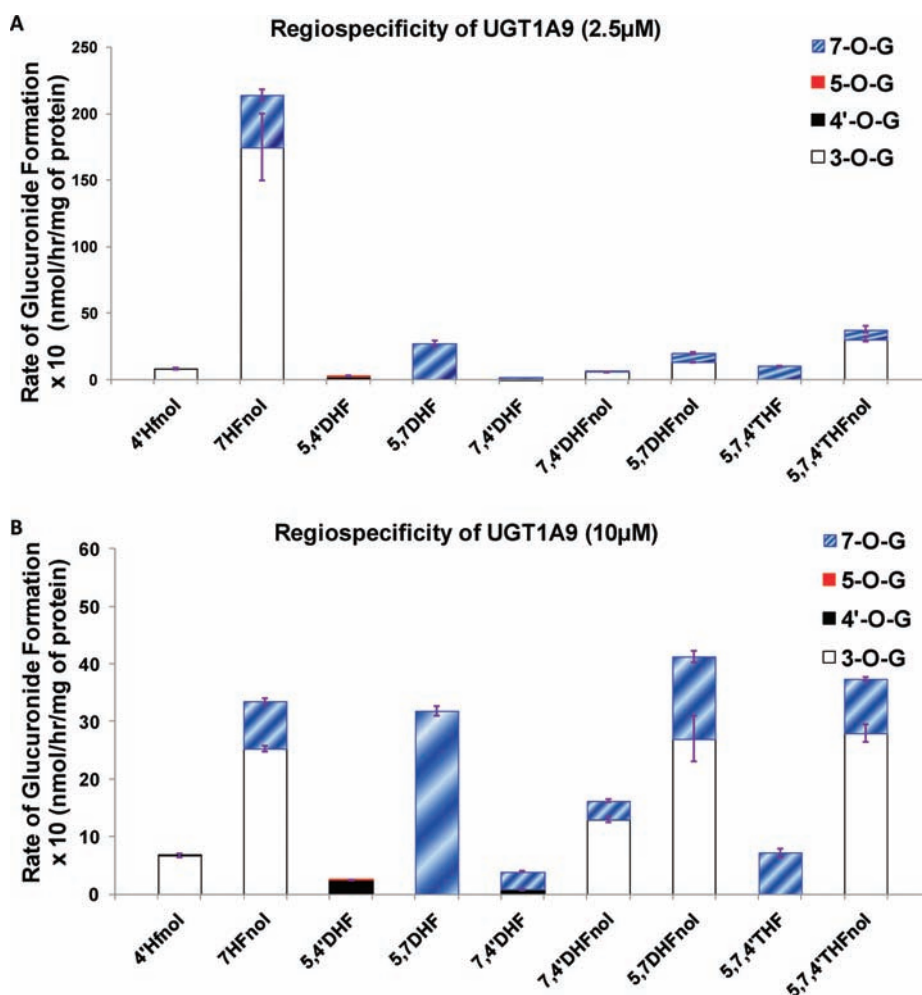 A
Regiospecificity of UGT1A9 (2.5µM)
7-O-G
5-O-G
4'-O-G
3-O-G
Rate of Glucuronide Formation
x 10 (nmol/hr/mg of protein)
250
200
150
100
50
0
4'Hfnol
7HFnol
5,4'DHF
5,7DHF
7,4'DHF
7,4'DHFnol
5,7DHFnol
5,7,4'THF
5,7,4'THFnol
B
Regiospecificity of UGT1A9 (10µM)
7-O-G
5-O-G
4'-O-G
3-O-G
Rate of Glucuronide Formation
x 10 (nmol/hr/mg of protein)
60
50
40
30
20
10
0
4'Hfnol
7HFnol
5,4'DHF
5,7DHF
7,4'DHF
7,4'DHFnol
5,7DHFnol
5,7,4'THF
5,7,4'THFnol